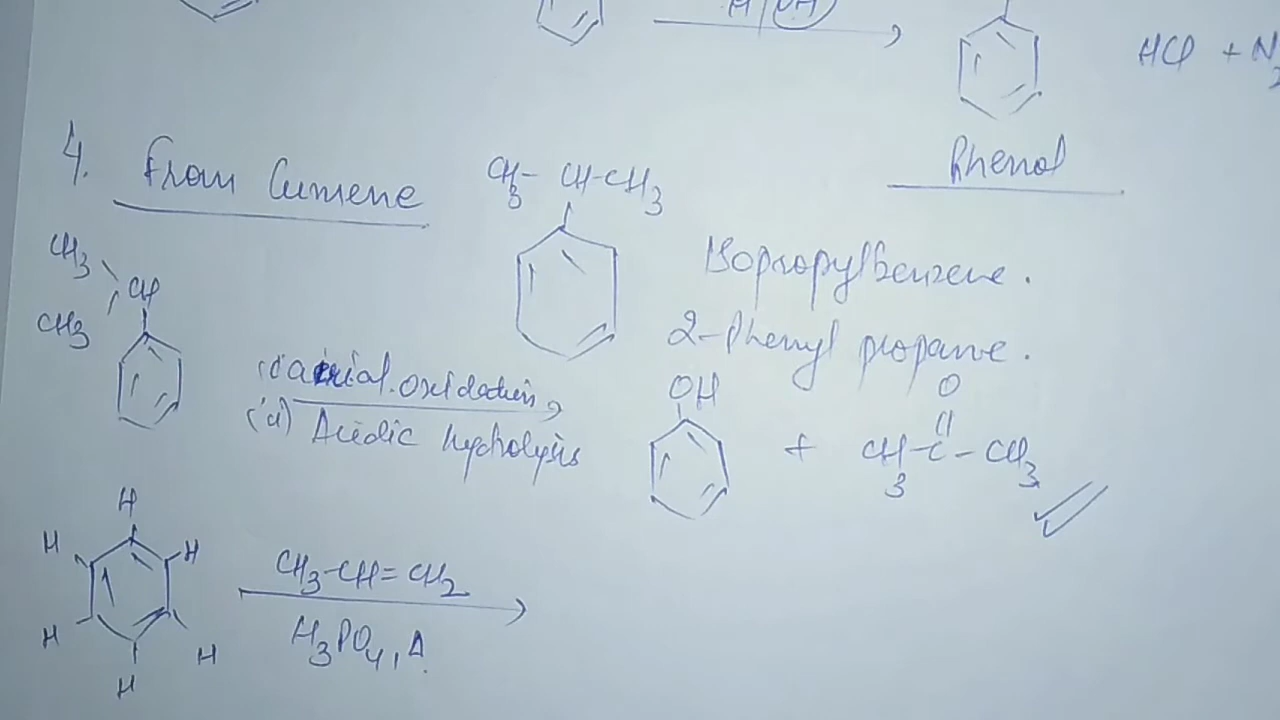 H/OH
HCl + N2
Phenol
4. From Cumene
CH3- CH-CH3
Isopropylbenzene.
2-Phenyl propane.
CH3
CH
CH3
(i) aerial oxidation
(ii) Acidic hydrolysis
OH
+
O
CH3-C-CH3
H
H
H
H
H
H
CH3-CH=CH2
H3PO4, Δ.